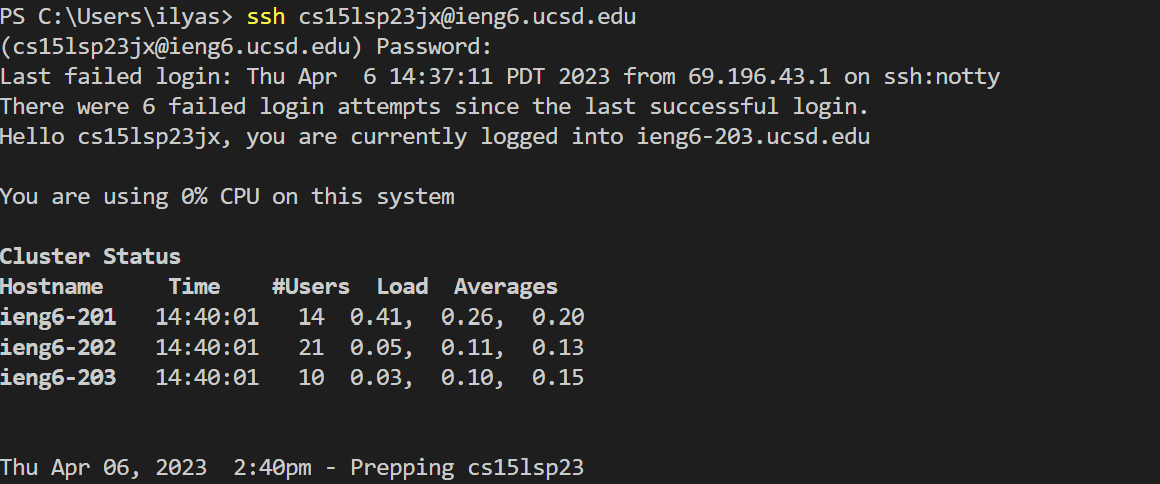 PS C:\Users\ilyas> ssh cs15lsp23jx@ieng6.ucsd.edu
(cs15lsp23jx@ieng6.ucsd.edu) Password:
Last failed login: Thu Apr  6 14:37:11 PDT 2023 from 69.196.43.1 on ssh:notty
There were 6 failed login attempts since the last successful login.
Hello cs15lsp23jx, you are currently logged into ieng6-203.ucsd.edu
You are using 0% CPU on this system
Cluster Status
Hostname     Time    #Users  Load  Averages
ieng6-201   14:40:01   14  0.41,  0.26,  0.20
ieng6-202   14:40:01   21  0.05,  0.11,  0.13
ieng6-203   14:40:01   10  0.03,  0.10,  0.15
Thu Apr 06, 2023  2:40pm - Prepping cs15lsp23